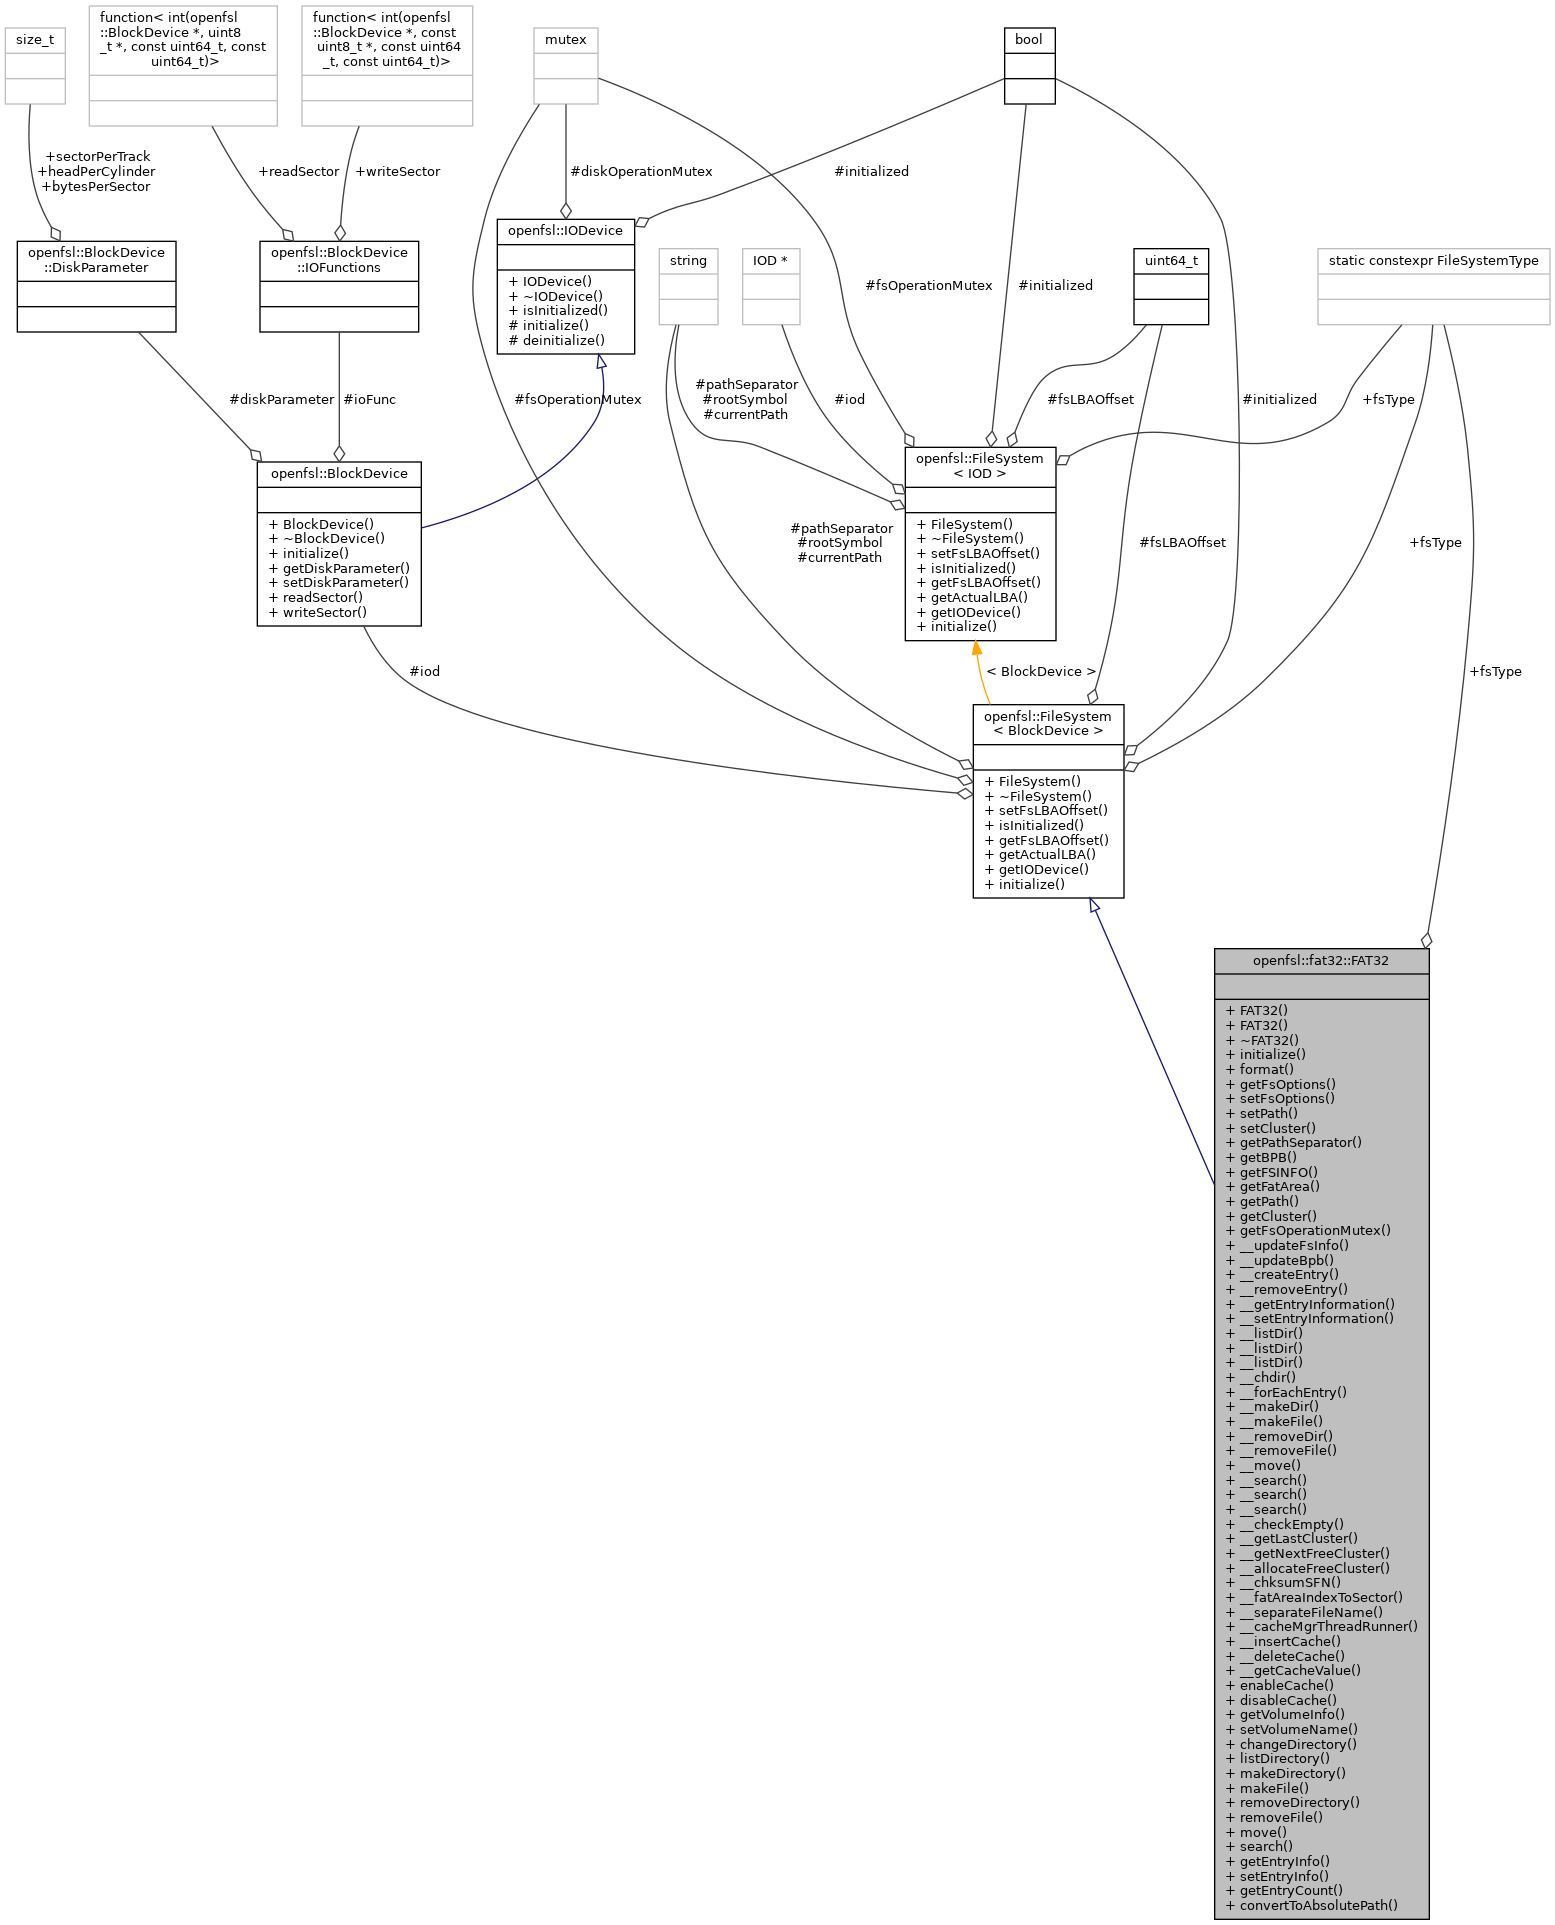 function< int(openfsl
::BlockDevice *, uint8
_t *, const uint64_t, const
uint64_t)>
function< int(openfsl
::BlockDevice *, const
uint8_t *, const uint64
_t, const uint64_t)>
size_t
mutex
bool
+sectorPerTrack
+headPerCylinder
+bytesPerSector
+readSector
+writeSector
#diskOperationMutex
#initialized
openfsl::BlockDevice
::DiskParameter
openfsl::BlockDevice
::IOFunctions
openfsl::IODevice
+ IODevice()
+ ~IODevice()
+ isInitialized()
# initialize()
# deinitialize()
string
IOD *
uint64_t
static constexpr FileSystemType
#fsOperationMutex
#initialized
#diskParameter
#ioFunc
#fsOperationMutex
#pathSeparator
#rootSymbol
#currentPath
#iod
#fsLBAOffset
#initialized
+fsType
openfsl::BlockDevice
+ BlockDevice()
+ ~BlockDevice()
+ initialize()
+ getDiskParameter()
+ setDiskParameter()
+ readSector()
+ writeSector()
#pathSeparator
#rootSymbol
#currentPath
openfsl::FileSystem
< IOD >
+ FileSystem()
+ ~FileSystem()
+ setFsLBAOffset()
+ isInitialized()
+ getFsLBAOffset()
+ getActualLBA()
+ getIODevice()
+ initialize()
#fsLBAOffset
+fsType
#iod
< BlockDevice >
+fsType
openfsl::FileSystem
< BlockDevice >
+ FileSystem()
+ ~FileSystem()
+ setFsLBAOffset()
+ isInitialized()
+ getFsLBAOffset()
+ getActualLBA()
+ getIODevice()
+ initialize()
openfsl::fat32::FAT32
+ FAT32()
+ FAT32()
+ ~FAT32()
+ initialize()
+ format()
+ getFsOptions()
+ setFsOptions()
+ setPath()
+ setCluster()
+ getPathSeparator()
+ getBPB()
+ getFSINFO()
+ getFatArea()
+ getPath()
+ getCluster()
+ getFsOperationMutex()
+ __updateFsInfo()
+ __updateBpb()
+ __createEntry()
+ __removeEntry()
+ __getEntryInformation()
+ __setEntryInformation()
+ __listDir()
+ __listDir()
+ __listDir()
+ __chdir()
+ __forEachEntry()
+ __makeDir()
+ __makeFile()
+ __removeDir()
+ __removeFile()
+ __move()
+ __search()
+ __search()
+ __search()
+ __checkEmpty()
+ __getLastCluster()
+ __getNextFreeCluster()
+ __allocateFreeCluster()
+ __chksumSFN()
+ __fatAreaIndexToSector()
+ __separateFileName()
+ __cacheMgrThreadRunner()
+ __insertCache()
+ __deleteCache()
+ __getCacheValue()
+ enableCache()
+ disableCache()
+ getVolumeInfo()
+ setVolumeName()
+ changeDirectory()
+ listDirectory()
+ makeDirectory()
+ makeFile()
+ removeDirectory()
+ removeFile()
+ move()
+ search()
+ getEntryInfo()
+ setEntryInfo()
+ getEntryCount()
+ convertToAbsolutePath()